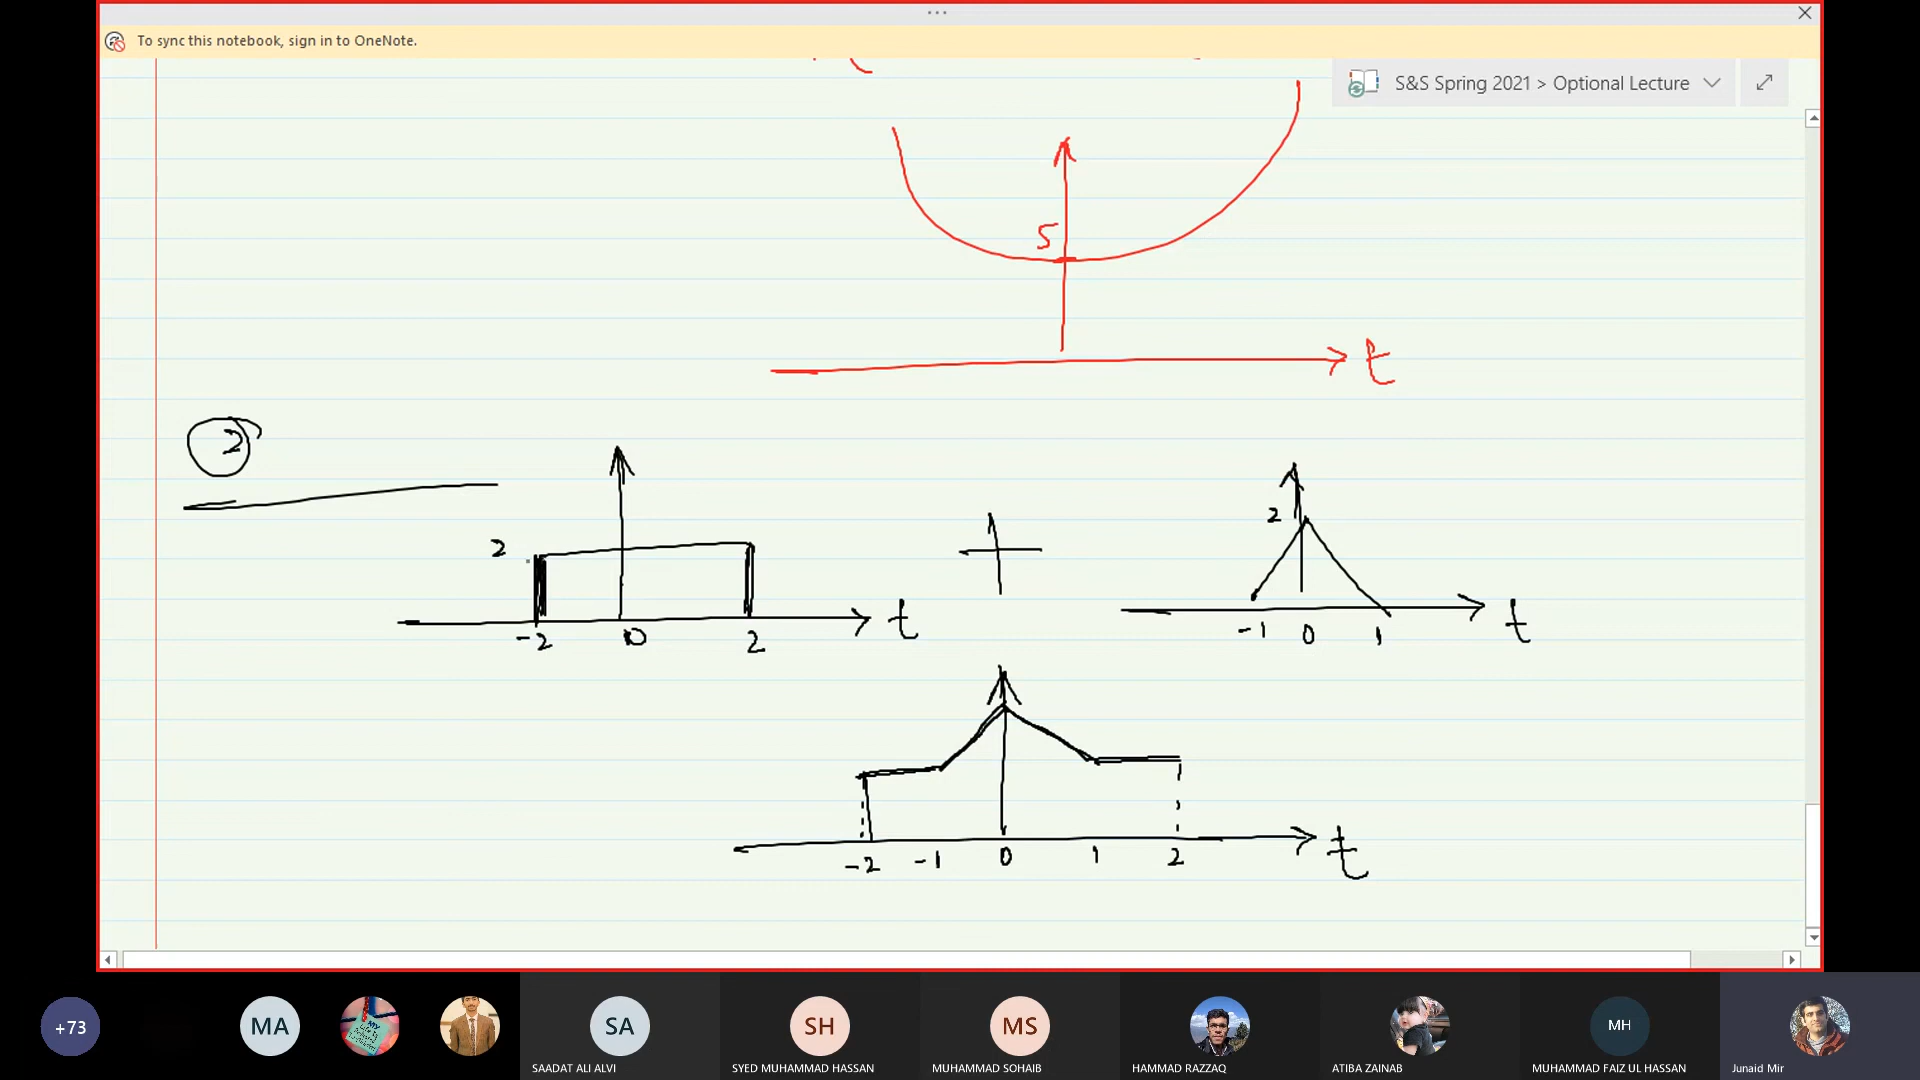 ...
To sync this notebook, sign in to OneNote.
S&S Spring 2021 > Optional Lecture
5
t
2
2
-2 0 2 t
+
2
-1 0 1 t
-2 -1 0 1 2 t
+73
MA
SA
SH
MS
MH
SAADAT ALI ALVI
SYED MUHAMMAD HASSAN
MUHAMMAD SOHAIB
HAMMAD RAZZAQ
ATIBA ZAINAB
MUHAMMAD FAIZ UL HASSAN
Junaid Mir